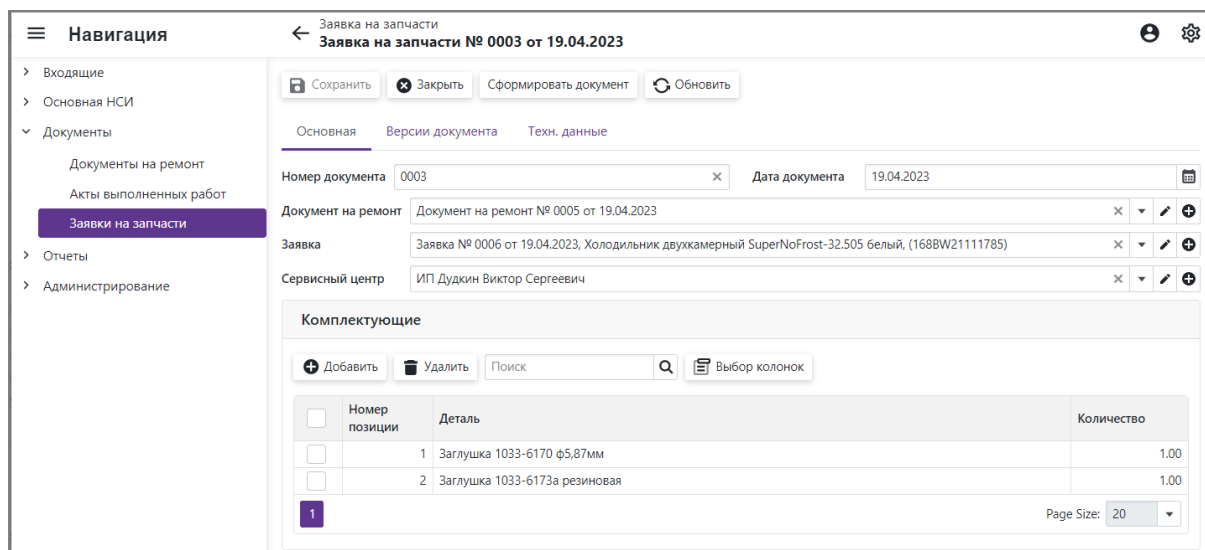 Навигация
Заявка на запчасти
Заявка на запчасти № 0003 от 19.04.2023
Входящие
Основная НСИ
Документы
Документы на ремонт
Акты выполненных работ
Заявки на запчасти
Отчеты
Администрирование
Сохранить Закрыть Сформировать документ Обновить
Основная Версии документа Техн. данные
Номер документа 0003 Дата документа 19.04.2023
Документ на ремонт Документ на ремонт № 0005 от 19.04.2023
Заявка Заявка № 0006 от 19.04.2023, Холодильник двухкамерный SuperNoFrost-32.505 белый, (168BW21111785)
Сервисный центр ИП Дудкин Виктор Сергеевич
Комплектующие
Добавить Удалить Поиск Выбор колонок
Номер позиции Деталь Количество
1 Заглушка 1033-6170 ф5,87мм 1.00
2 Заглушка 1033-6173а резиновая 1.00
1 Page Size: 20